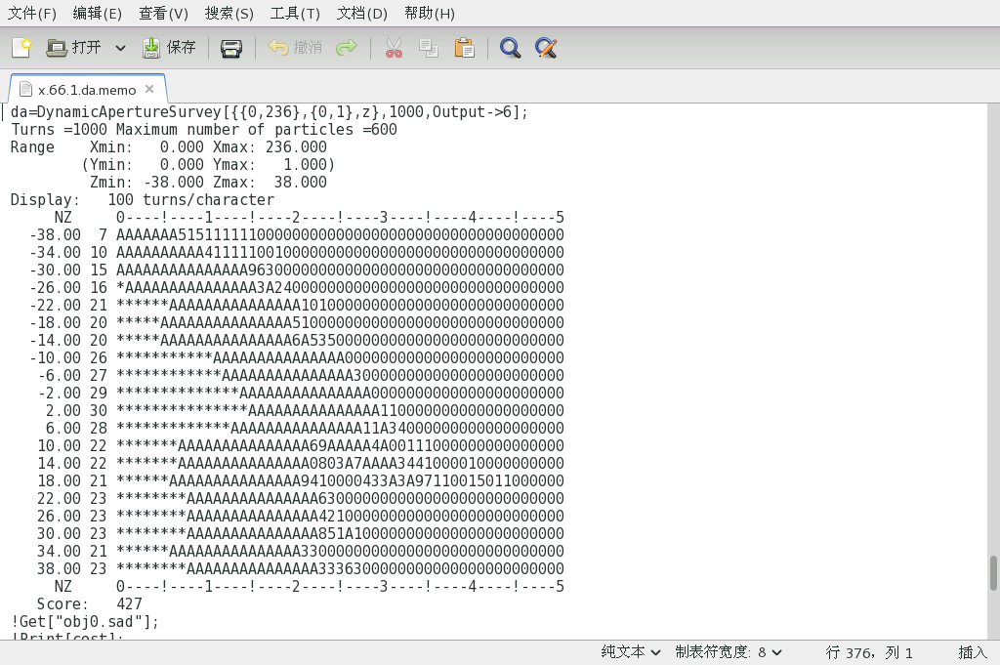 文件(F) 编辑(E) 查看(V) 搜索(S) 工具(T) 文档(D) 帮助(H)
打开 保存 撤消
x.66.1.da.memo
da=DynamicApertureSurvey[{{0,236},{0,1},z},1000,Output->6];
Turns =1000 Maximum number of particles =600
Range    Xmin:   0.000 Xmax: 236.000
        (Ymin:   0.000 Ymax:   1.000)
         Zmin: -38.000 Zmax:  38.000
Display:   100 turns/character
     NZ     0----!----1----!----2----!----3----!----4----!----5
  -38.00  7 AAAAAAA51511111100000000000000000000000000000000000
  -34.00 10 AAAAAAAAAA41111100100000000000000000000000000000000
  -30.00 15 AAAAAAAAAAAAAAA963000000000000000000000000000000000
  -26.00 16 *AAAAAAAAAAAAAAA3A240000000000000000000000000000000
  -22.00 21 ******AAAAAAAAAAAAAAA101000000000000000000000000000
  -18.00 20 *****AAAAAAAAAAAAAAA5100000000000000000000000000000
  -14.00 20 *****AAAAAAAAAAAAAAA6A53500000000000000000000000000
  -10.00 26 ***********AAAAAAAAAAAAAAA0000000000000000000000000
   -6.00 27 ************AAAAAAAAAAAAAAA300000000000000000000000
   -2.00 29 **************AAAAAAAAAAAAAAA0000000000000000000000
    2.00 30 ***************AAAAAAAAAAAAAAA110000000000000000000
    6.00 28 *************AAAAAAAAAAAAAAA11A34000000000000000000
   10.00 22 *******AAAAAAAAAAAAAAA69AAAAA4A00111000000000000000
   14.00 22 *******AAAAAAAAAAAAAAA0803A7AAAA3441000010000000000
   18.00 21 ******AAAAAAAAAAAAAAA9410000433A3A97110015011000000
   22.00 23 ********AAAAAAAAAAAAAAA6300000000000000000000000000
   26.00 23 ********AAAAAAAAAAAAAAA4210000000000000000000000000
   30.00 23 ********AAAAAAAAAAAAAAA851A100000000000000000000000
   34.00 21 ******AAAAAAAAAAAAAAA330000000000000000000000000000
   38.00 23 ********AAAAAAAAAAAAAAA3336300000000000000000000000
     NZ     0----!----1----!----2----!----3----!----4----!----5
   Score:   427
!Get["obj0.sad"];
!Print[cost];
纯文本 制表符宽度: 8 行 376, 列 1 插入